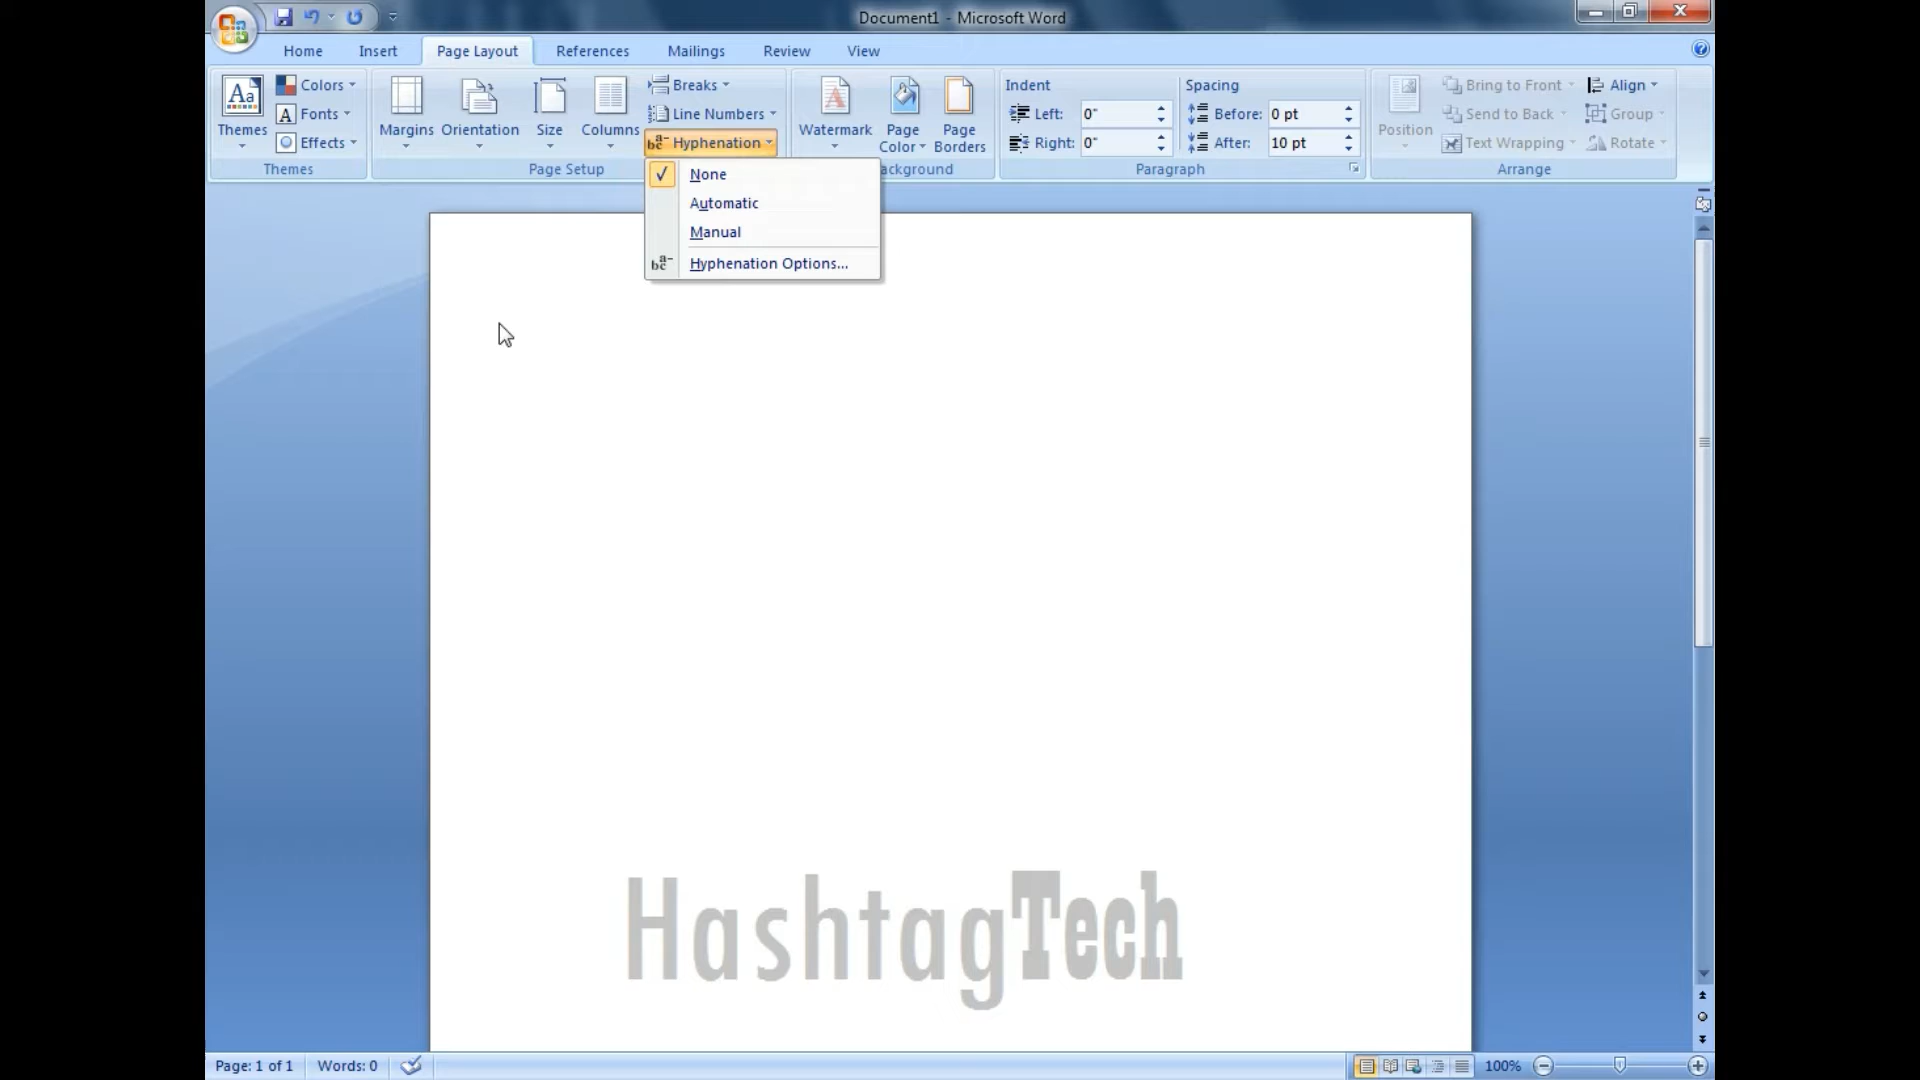 Document1 - Microsoft Word
Home Insert Page Layout References Mailings Review View
Aa
Themes
Colors
Fonts
Effects
Themes
Margins
Orientation
Size
Columns
Breaks
Line Numbers
Hyphenation
Page Setup
Watermark
Page Color
Page Borders
ackground
Indent
Left: 0"
Right: 0"
Spacing
Before: 0 pt
After: 10 pt
Paragraph
Position
Bring to Front
Send to Back
Text Wrapping
Align
Group
Rotate
Arrange
None
Automatic
Manual
Hyphenation Options...
HashtagTech
Page: 1 of 1 Words: 0 100%